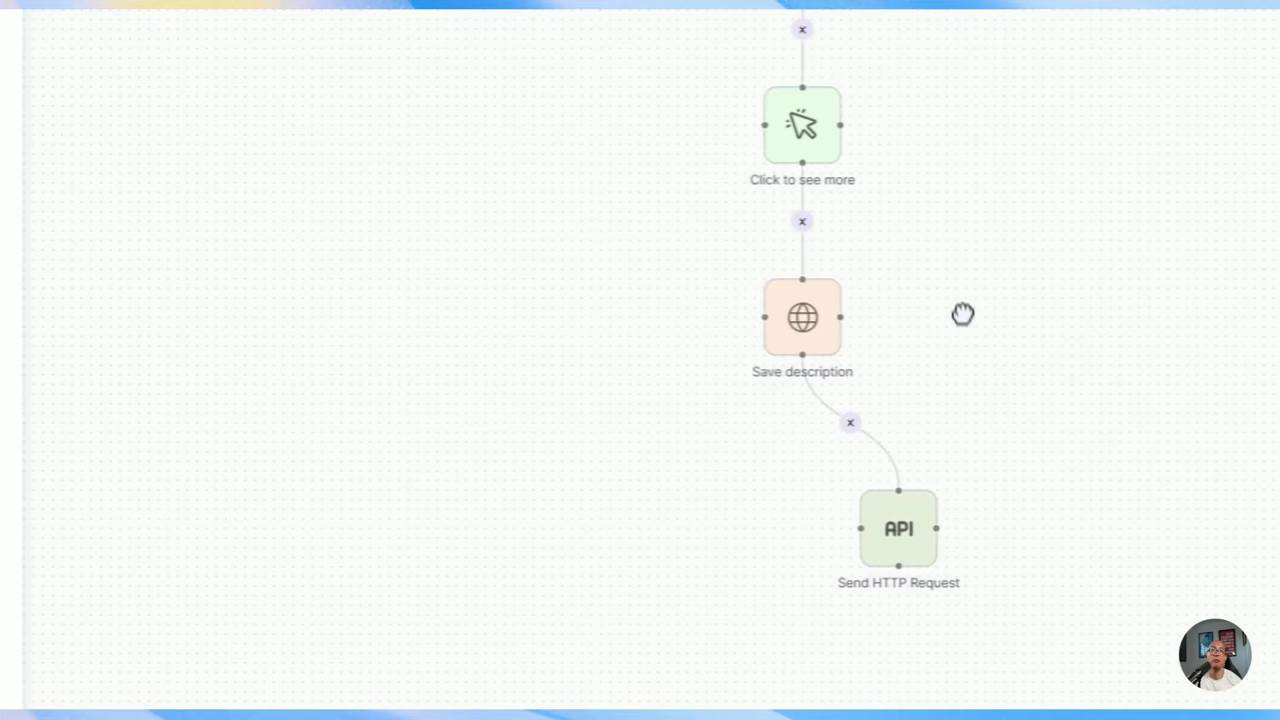 x
Click to see more
x
Save description
x
API
Send HTTP Request